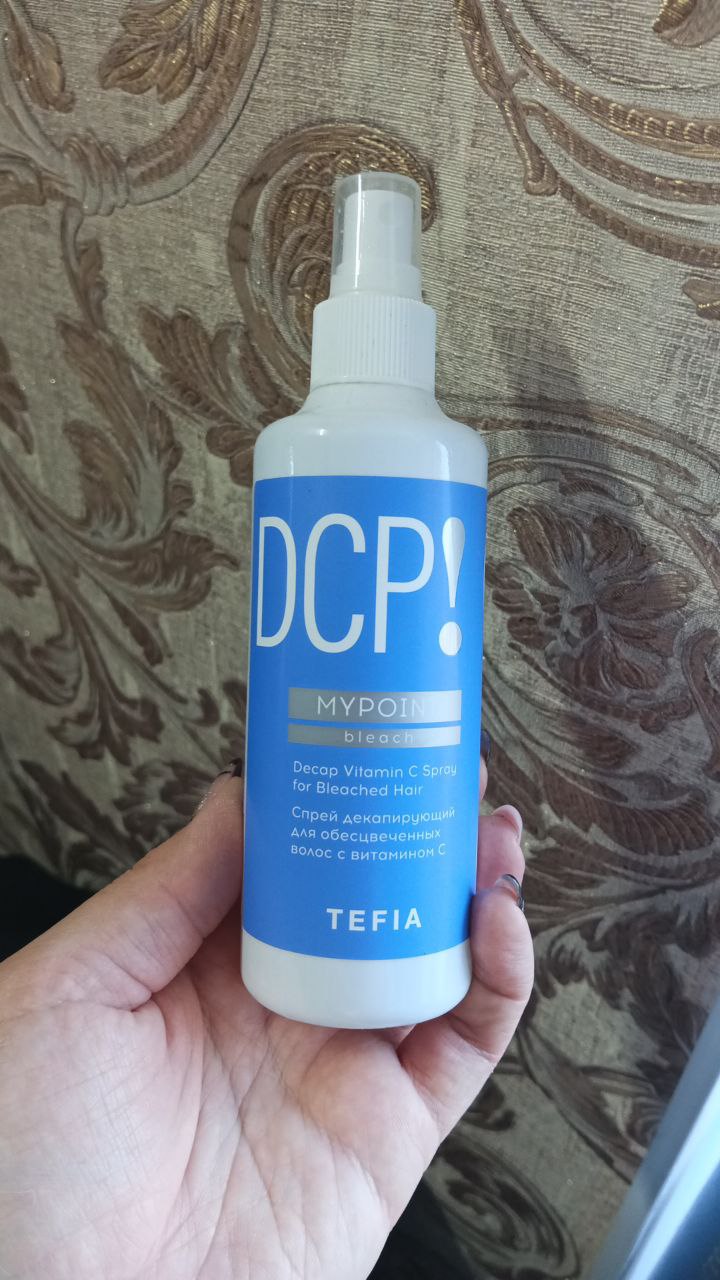 DCP!
MYPOIN
bleach
Decap Vitamin C Spray
for Bleached Hair
Спрей декапирующий
для обесцвеченных
волос с витамином С
TEFIA